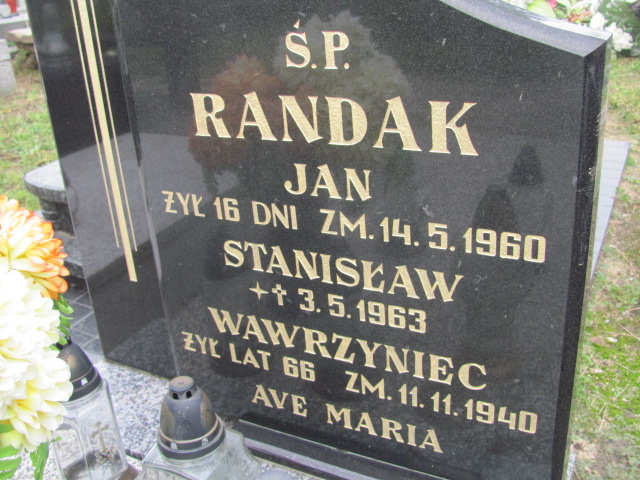 Ś.P.
RANDAK
JAN
ŻYŁ 16 DNI ZM. 14.5.1960
STANISŁAW
+ † 3.5.1963
WAWRZYNIEC
ŻYŁ LAT 66 ZM. 11.11.1940
AVE MARIA